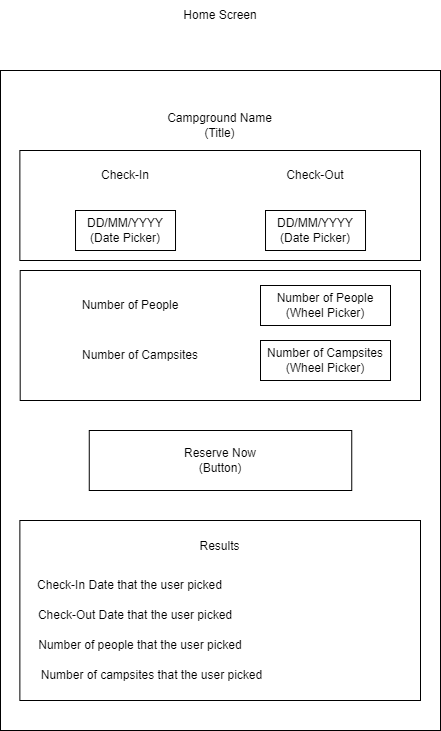 Home Screen
Campground Name
(Title)
Check-In
Check-Out
DD/MM/YYYY
(Date Picker)
DD/MM/YYYY
(Date Picker)
Number of People
Number of People
(Wheel Picker)
Number of Campsites
Number of Campsites
(Wheel Picker)
Reserve Now
(Button)
Results
Check-In Date that the user picked
Check-Out Date that the user picked
Number of people that the user picked
Number of campsites that the user picked